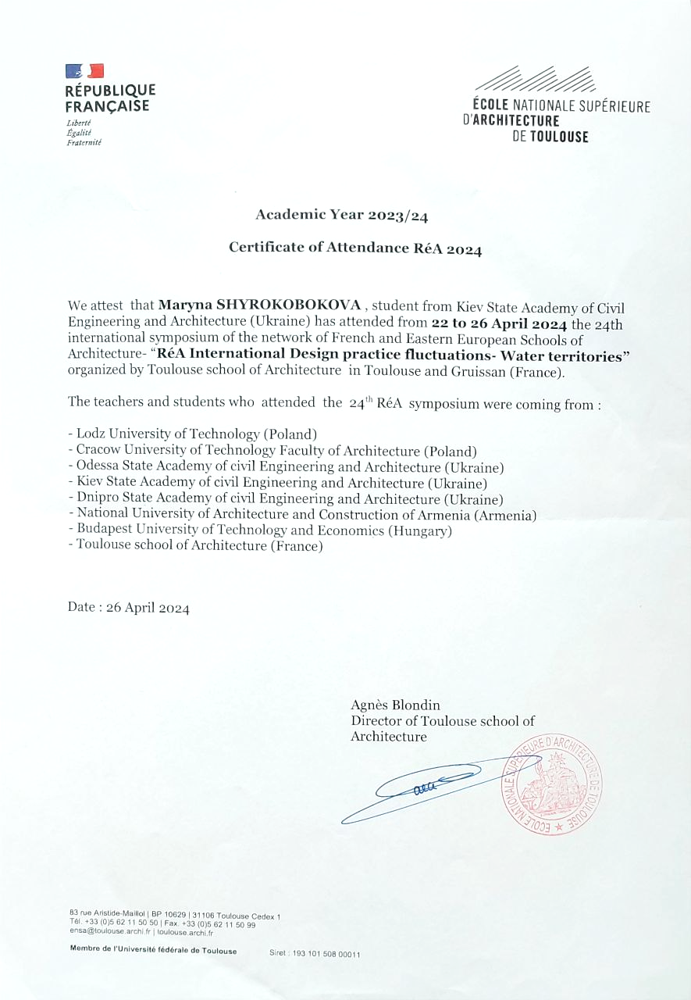 RÉPUBLIQUE
FRANÇAISE
Liberté
Égalité
Fraternité
ÉCOLE NATIONALE SUPÉRIEURE
D'ARCHITECTURE
DE TOULOUSE
Academic Year 2023/24
Certificate of Attendance RéA 2024
We attest that Maryna SHYROKOBOKOVA , student from Kiev State Academy of Civil
Engineering and Architecture (Ukraine) has attended from 22 to 26 April 2024 the 24th
international symposium of the network of French and Eastern European Schools of
Architecture- “RéA International Design practice fluctuations- Water territories”
organized by Toulouse school of Architecture in Toulouse and Gruissan (France).
The teachers and students who attended the 24th RéA symposium were coming from :
- Lodz University of Technology (Poland)
- Cracow University of Technology Faculty of Architecture (Poland)
- Odessa State Academy of civil Engineering and Architecture (Ukraine)
- Kiev State Academy of civil Engineering and Architecture (Ukraine)
- Dnipro State Academy of civil Engineering and Architecture (Ukraine)
- National University of Architecture and Construction of Armenia (Armenia)
- Budapest University of Technology and Economics (Hungary)
- Toulouse school of Architecture (France)
Date : 26 April 2024
Agnès Blondin
Director of Toulouse school of
Architecture
ÉCOLE NATIONALE SUPÉRIEURE D'ARCHITECTURE DE TOULOUSE
83 rue Aristide-Maillol | BP 10629 | 31106 Toulouse Cedex 1
Tél. +33 (0)5 62 11 50 50 | Fax. +33 (0)5 62 11 50 99
ensa@toulouse.archi.fr | toulouse.archi.fr
Membre de l'Université fédérale de Toulouse
Siret : 193 101 508 00011